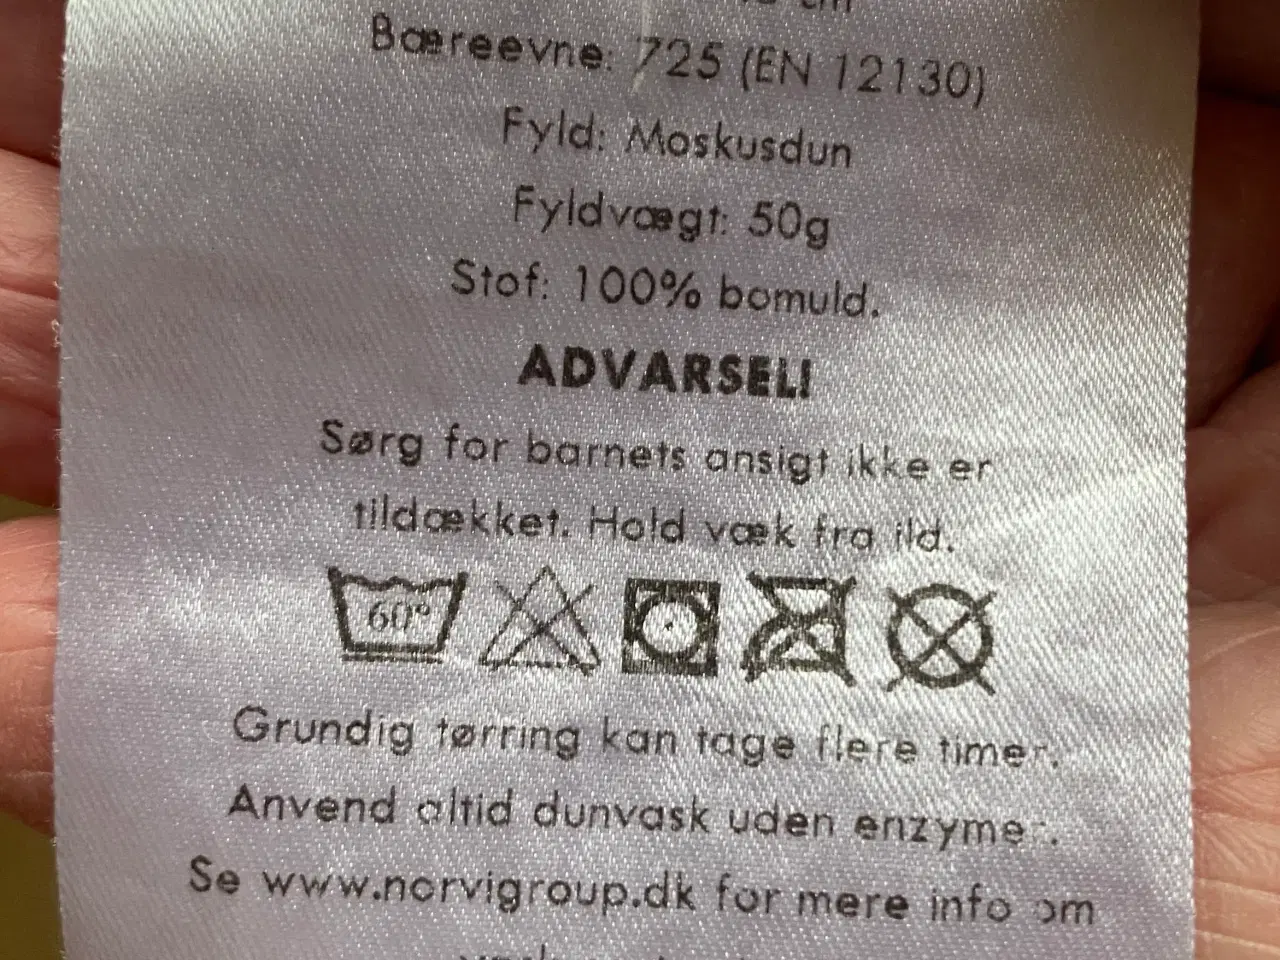 cm
Bæreevne: 725 (EN 12130)
Fyld: Moskusdun
Fyldvægt: 50g
Stof: 100% bomuld.
ADVARSEL!
Sørg for barnets ansigt ikke er
tildækket. Hold væk fra ild.
60°
Grundig tørring kan tage flere timer.
Anvend altid dunvask uden enzymer.
Se www.norvigroup.dk for mere info om